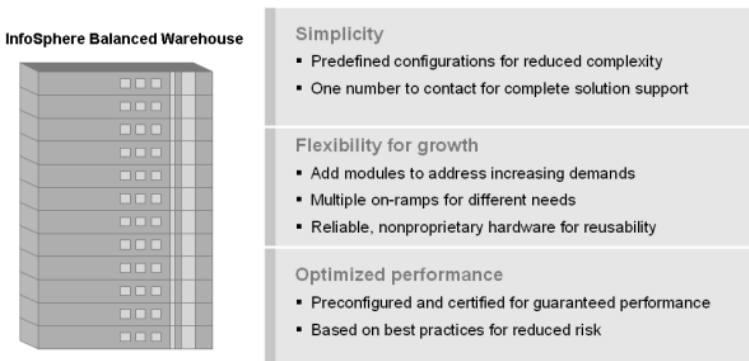 InfoSphere Balanced Warehouse
Simplicity
▪ Predefined configurations for reduced complexity
▪ One number to contact for complete solution support
Flexibility for growth
▪ Add modules to address increasing demands
▪ Multiple on-ramps for different needs
▪ Reliable, nonproprietary hardware for reusability
Optimized performance
▪ Preconfigured and certified for guaranteed performance
▪ Based on best practices for reduced risk